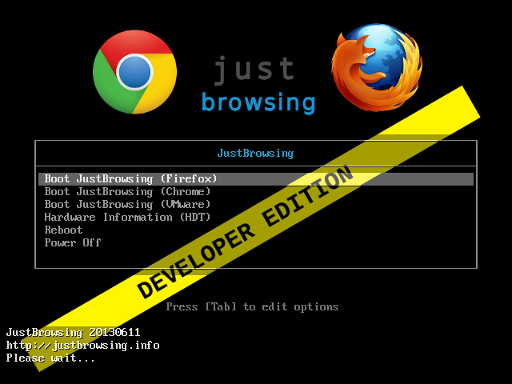 just
browsing
JustBrowsing
Boot JustBrowsing (Firefox)
Boot JustBrowsing (Chrome)
Boot JustBrowsing (VMware)
Hardware Information (HDT)
Reboot
Power Off
DEVELOPER EDITION
Press [Tab] to edit options
JustBrowsing 20130611
http://justbrowsing.info
Please wait...